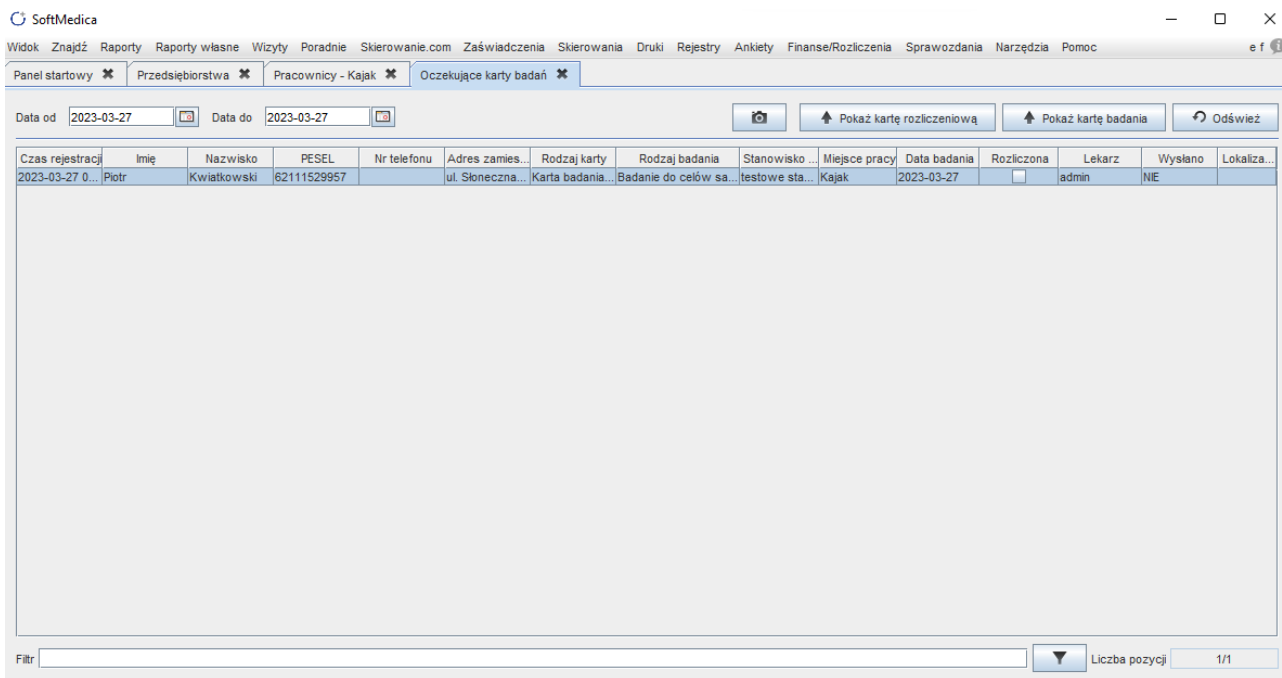 SoftMedica
Widok Znajdź Raporty Raporty własne Wizyty Poradnie Skierowanie.com Zaświadczenia Skierowania Druki Rejestry Ankiety Finanse/Rozliczenia Sprawozdania Narzędzia Pomoc e f
Panel startowy Przedsiębiorstwa Pracownicy - Kajak Oczekujące karty badań
Data od 2023-03-27 Data do 2023-03-27 Pokaż kartę rozliczeniową Pokaż kartę badania Odśwież
Czas rejestracji Imię Nazwisko PESEL Nr telefonu Adres zamies... Rodzaj karty Rodzaj badania Stanowisko ... Miejsce pracy Data badania Rozliczona Lekarz Wysłano Lokaliza...
2023-03-27 0... Piotr Kwiatkowski 62111529957 ul. Słoneczna... Karta badania... Badanie do celów sa... testowe sta... Kajak 2023-03-27 admin NIE
Filtr Liczba pozycji 1/1